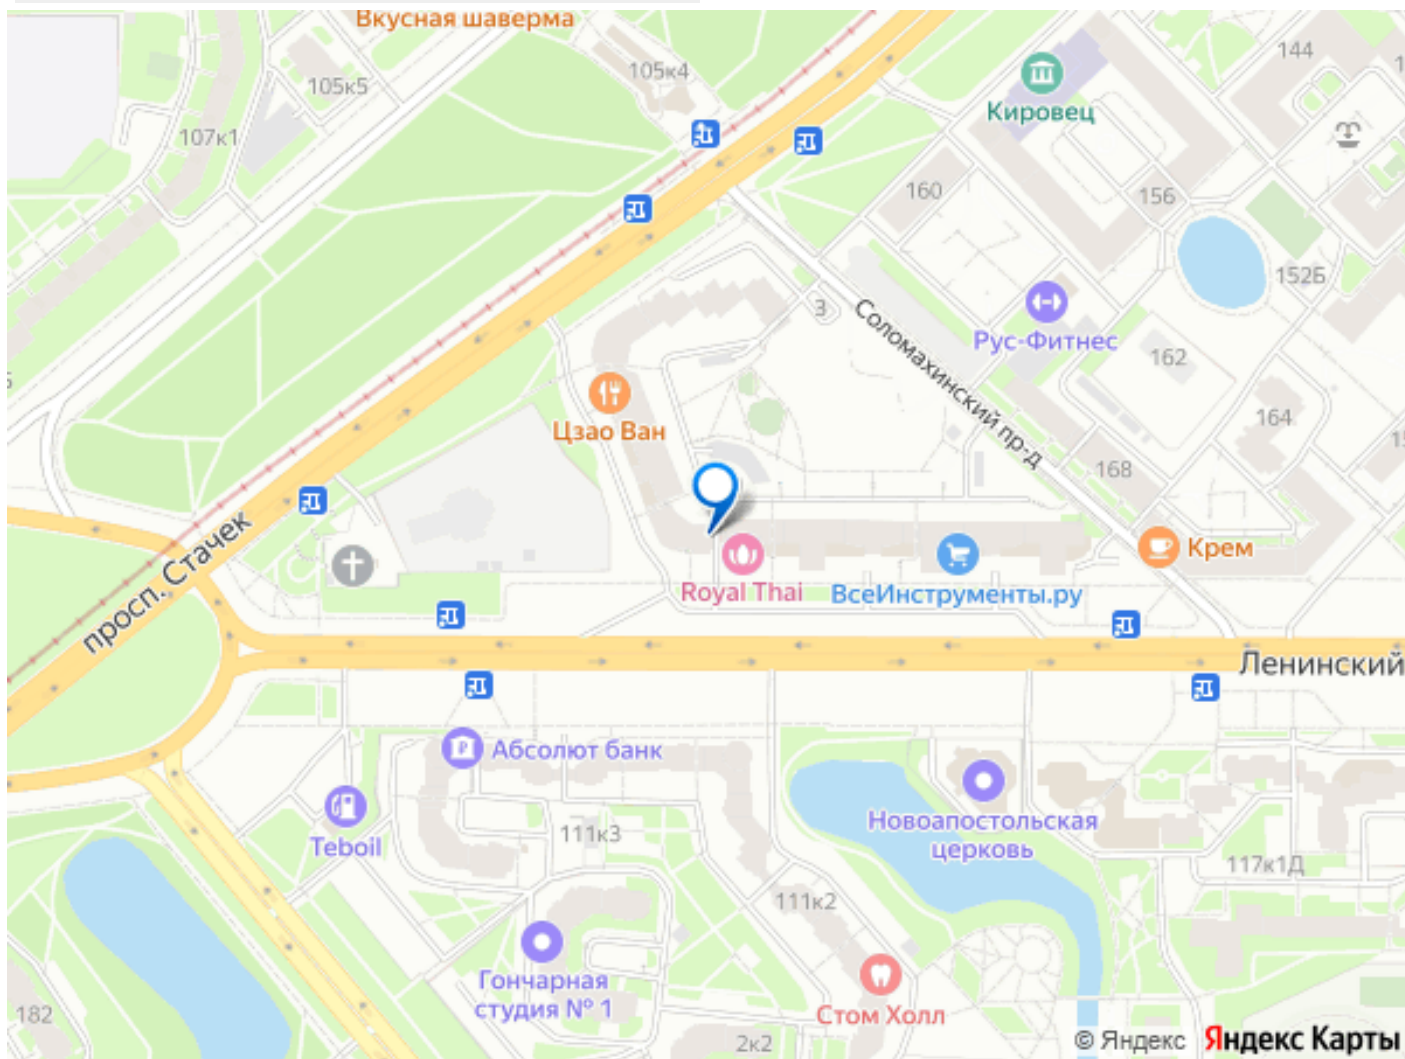 Вкусная шаверма
105к4
144
105к5
Кировец
107к1
160
156
152Б
3
Соломахинский пр-д
Рус-Фитнес
162
Цзао Ван
164
168
просп. Стачек
Крем
Royal Thai
ВсеИнструменты.ру
Ленинский
Абсолют банк
Teboil
111к3
Новоапостольская
церковь
117к1Д
111к2
Гончарная
студия № 1
Стом Холл
182
2к2
© Яндекс Яндекс Карты